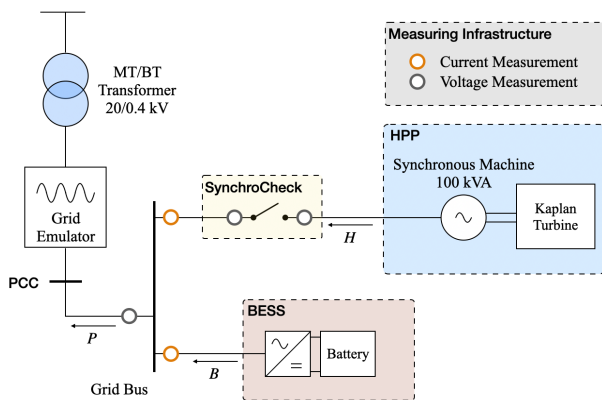 MT/BT
Transformer
20/0.4 kV
Grid
Emulator
PCC
P
Grid Bus
SynchroCheck
H
BESS
Battery
B
Measuring Infrastructure
Current Measurement
Voltage Measurement
HPP
Synchronous Machine
100 kVA
Kaplan
Turbine